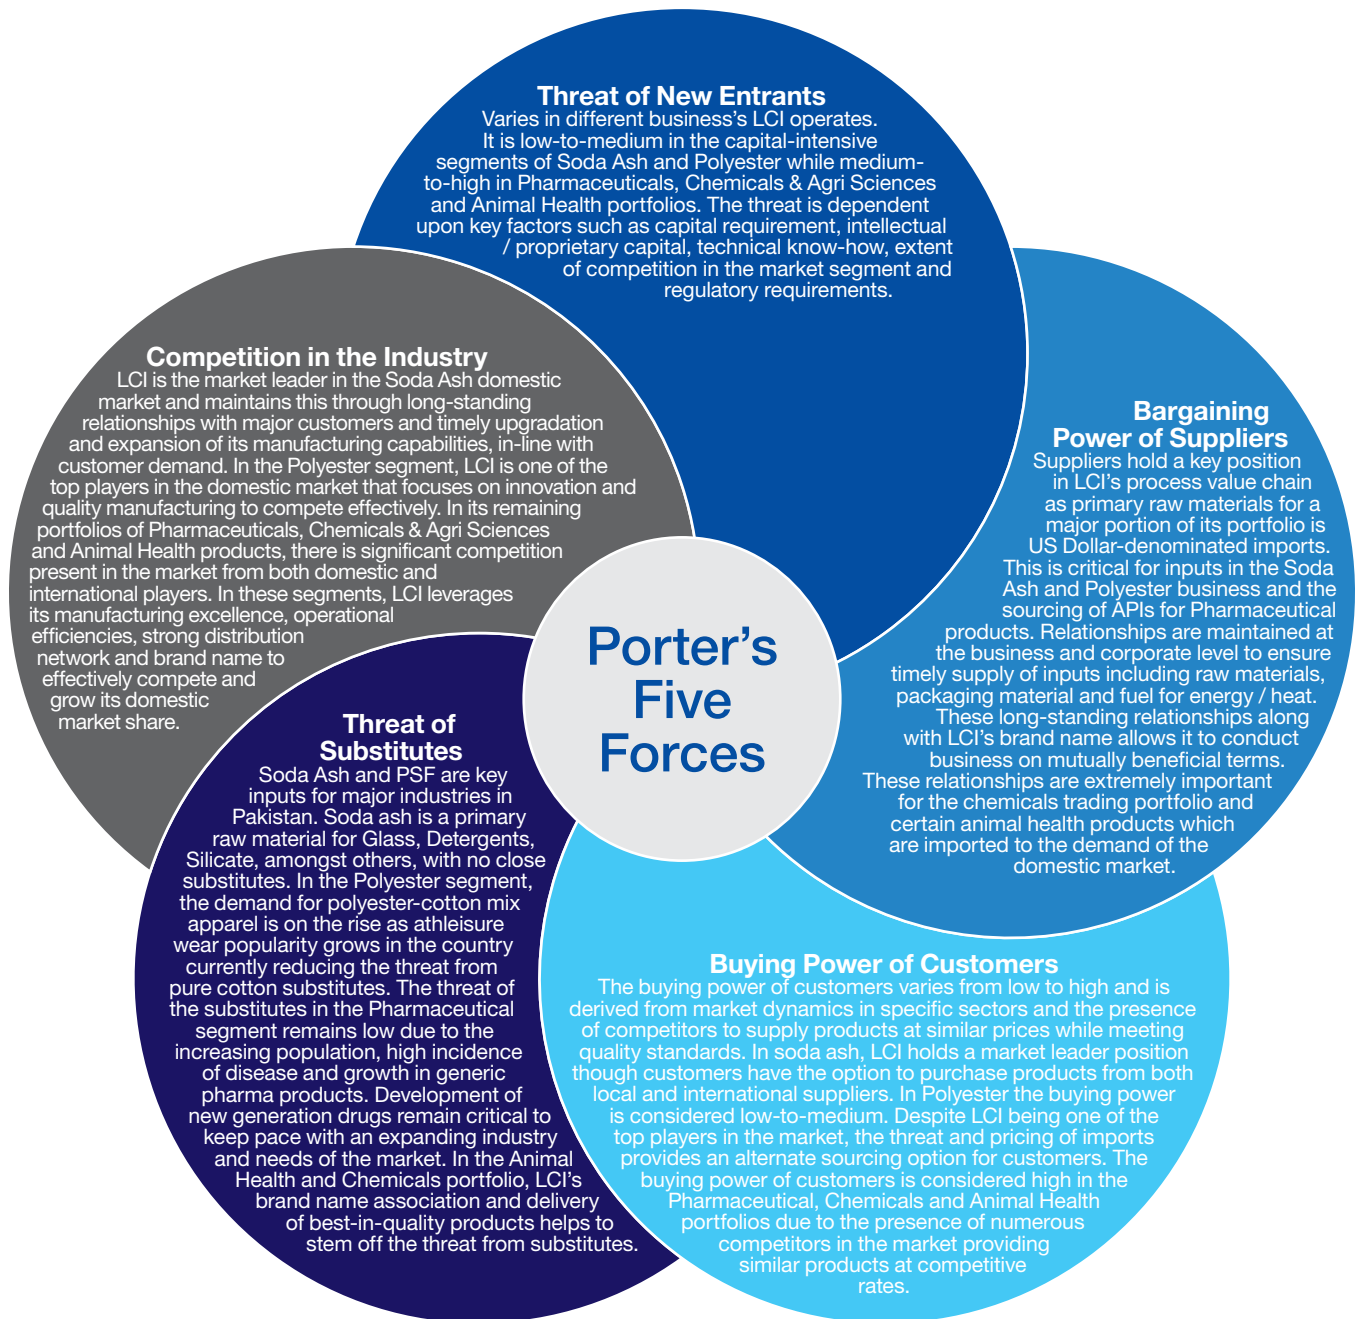 Threat of New Entrants
Varies in different business's LCI operates.
It is low-to-medium in the capital-intensive
segments of Soda Ash and Polyester while medium-
to-high in Pharmaceuticals, Chemicals & Agri Sciences
and Animal Health portfolios. The threat is dependent
upon key factors such as capital requirement, intellectual
/ proprietary capital, technical know-how, extent
of competition in the market segment and
regulatory requirements.
Competition in the Industry
LCI is the market leader in the Soda Ash domestic
market and maintains this through long-standing
relationships with major customers and timely upgradation
and expansion of its manufacturing capabilities, in-line with
customer demand. In the Polyester segment, LCI is one of the
top players in the domestic market that focuses on innovation and
quality manufacturing to compete effectively. In its remaining
portfolios of Pharmaceuticals, Chemicals & Agri Sciences
and Animal Health products, there is significant competition
present in the market from both domestic and
international players. In these segments, LCI leverages
its manufacturing excellence, operational
efficiencies, strong distribution
network and brand name to
effectively compete and
grow its domestic
market share.
Bargaining
Power of Suppliers
Suppliers hold a key position
in LCI's process value chain
as primary raw materials for a
major portion of its portfolio is
US Dollar-denominated imports.
This is critical for inputs in the Soda
Ash and Polyester business and the
sourcing of APIs for Pharmaceutical
products. Relationships are maintained at
the business and corporate level to ensure
timely supply of inputs including raw materials,
packaging material and fuel for energy / heat.
These long-standing relationships along
with LCI's brand name allows it to conduct
business on mutually beneficial terms.
These relationships are extremely important
for the chemicals trading portfolio and
certain animal health products which
are imported to the demand of the
domestic market.
Porter's
Five
Forces
Threat of
Substitutes
Soda Ash and PSF are key
inputs for major industries in
Pakistan. Soda ash is a primary
raw material for Glass, Detergents,
Silicate, amongst others, with no close
substitutes. In the Polyester segment,
the demand for polyester-cotton mix
apparel is on the rise as athleisure
wear popularity grows in the country
currently reducing the threat from
pure cotton substitutes. The threat of
the substitutes in the Pharmaceutical
segment remains low due to the
increasing population, high incidence
of disease and growth in generic
pharma products. Development of
new generation drugs remain critical to
keep pace with an expanding industry
and needs of the market. In the Animal
Health and Chemicals portfolio, LCI's
brand name association and delivery
of best-in-quality products helps to
stem off the threat from substitutes.
Buying Power of Customers
The buying power of customers varies from low to high and is
derived from market dynamics in specific sectors and the presence
of competitors to supply products at similar prices while meeting
quality standards. In soda ash, LCI holds a market leader position
though customers have the option to purchase products from both
local and international suppliers. In Polyester the buying power
is considered low-to-medium. Despite LCI being one of the
top players in the market, the threat and pricing of imports
provides an alternate sourcing option for customers. The
buying power of customers is considered high in the
Pharmaceutical, Chemicals and Animal Health
portfolios due to the presence of numerous
competitors in the market providing
similar products at competitive
rates.